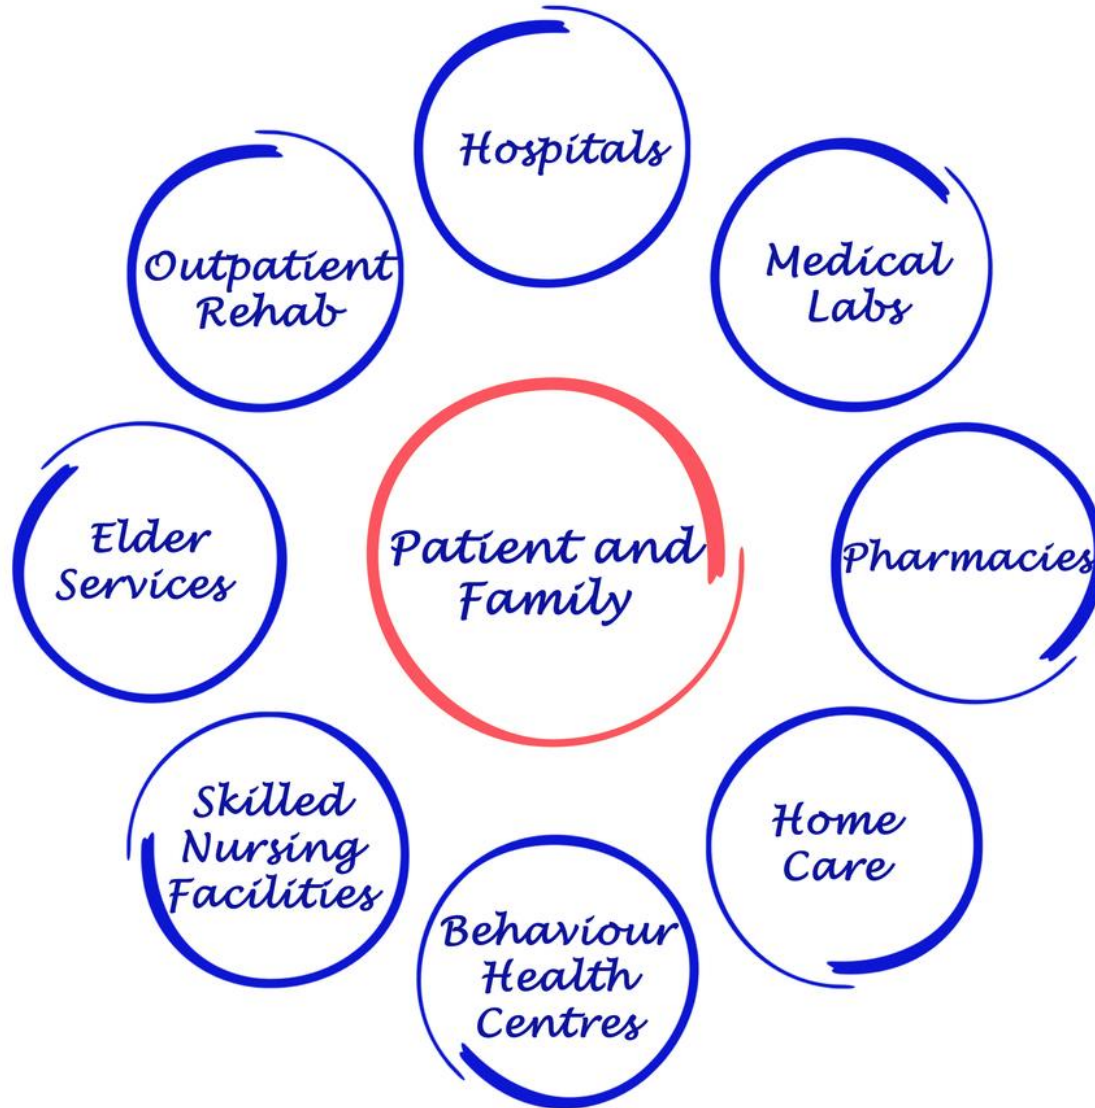 Hospitals
Medical
Labs
Pharmacies
Home
Care
Behaviour
Health
Centres
Skilled
Nursing
Facilities
Elder
Services
Outpatient
Rehab
Patient and
Family